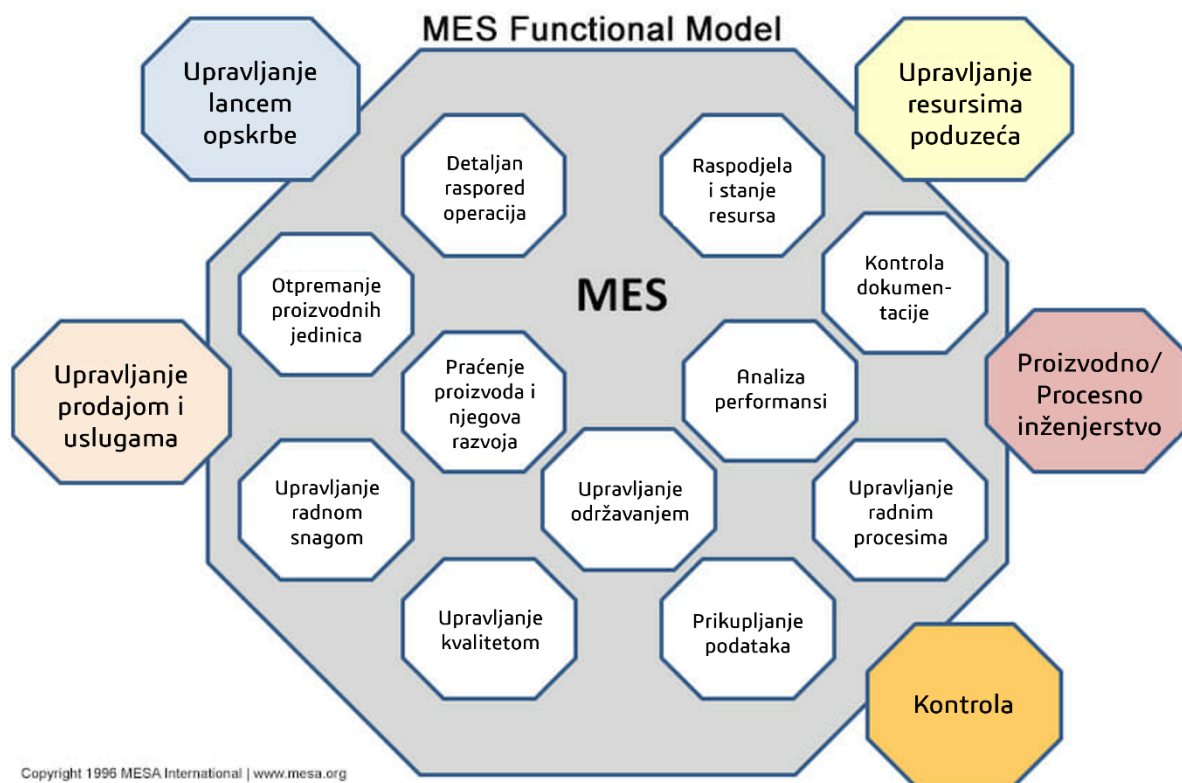 MES Functional Model
Upravljanje
lancem
opskrbe
Upravljanje
resursima
poduzeća
Detaljan
raspored
operacija
Raspodjela
i stanje
resursa
Otpremanje
proizvodnih
jedinica
MES
Kontrola
dokumen-
tacije
Upravljanje
prodajom i
uslugama
Praćenje
proizvoda i
njegova
razvoja
Analiza
performansi
Proizvodno/
Procesno
inženjerstvo
Upravljanje
radnom
snagom
Upravljanje
održavanjem
Upravljanje
radnim
procesima
Upravljanje
kvalitetom
Prikupljanje
podataka
Kontrola
Copyright 1996 MESA International | www.mesa.org